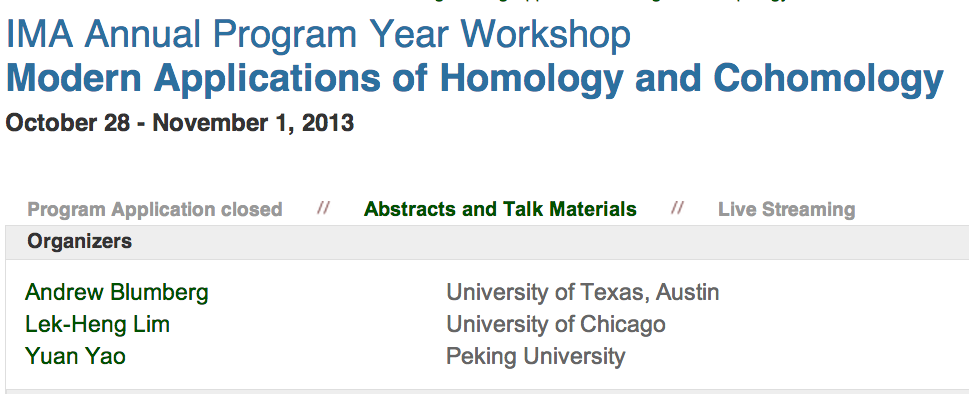 IMA Annual Program Year Workshop
Modern Applications of Homology and Cohomology
October 28 - November 1, 2013
Program Application closed // Abstracts and Talk Materials // Live Streaming
Organizers
Andrew Blumberg University of Texas, Austin
Lek-Heng Lim University of Chicago
Yuan Yao Peking University